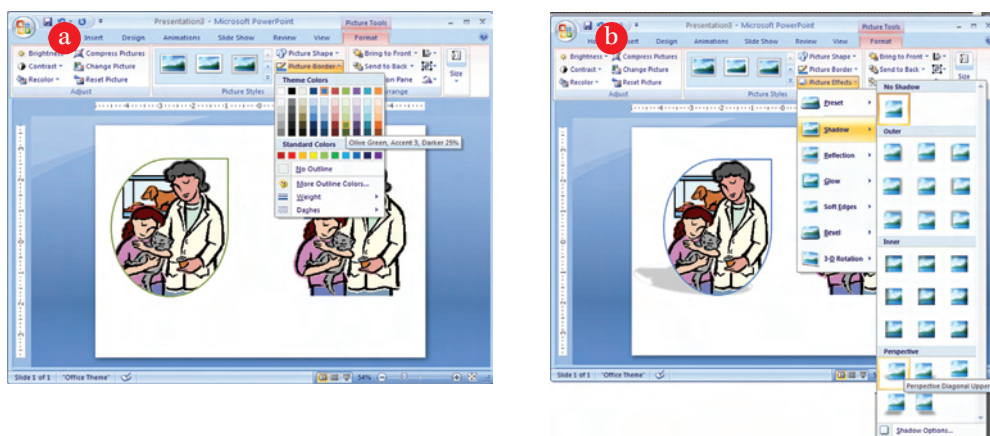 a
Presentation3 - Microsoft PowerPoint
Picture Tools
Insert Design Animations Slide Show Review View Format
Brightness Compress Pictures
Contrast Change Picture
Recolor Reset Picture
Adjust
Picture Styles
Picture Shape
Picture Border
Bring to Front
Send to Back
on Pane
Size
range
Theme Colors
Olive Green, Accent 3, Darker 25%
Standard Colors
No Outline
More Outline Colors...
Weight
Dashes
Slide 1 of 1 "Office Theme"
54%
b
Presentation3 - Microsoft PowerPoint
Picture Tools
Insert Design Animations Slide Show Review View Format
Brightness Compress Pictures
Contrast Change Picture
Recolor Reset Picture
Adjust
Picture Styles
Picture Shape
Picture Border
Picture Effects
Bring to Front
Send to Back
Size
Preset
Shadow
Reflection
Glow
Soft Edges
Bevel
3-D Rotation
No Shadow
Outer
Inner
Perspective
Perspective Diagonal Upper
Shadow Options...
Slide 1 of 1 "Office Theme"